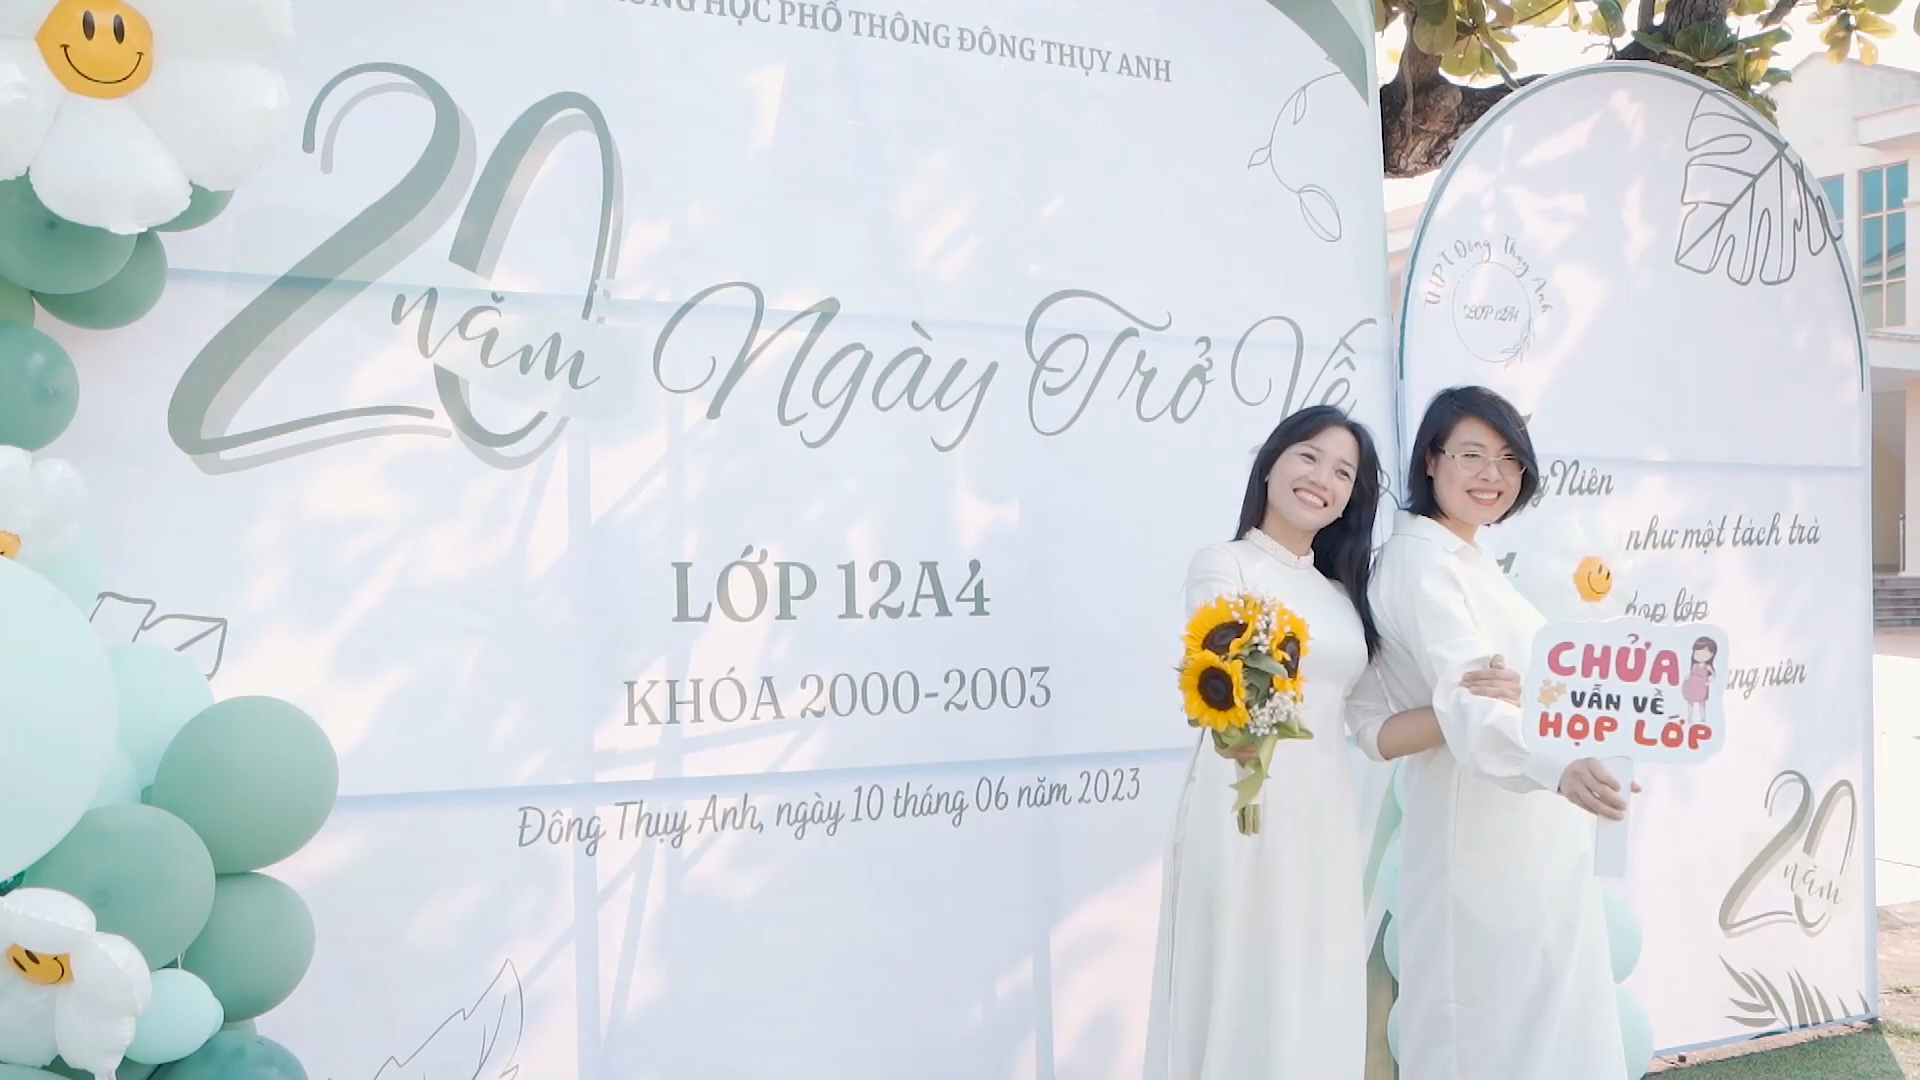 HỌC PHỔ THÔNG ĐÔNG THỤY ANH
20 năm Ngày Trở Về
LỚP 12A4
KHÓA 2000-2003
Đông Thụy Anh, ngày 10 tháng 06 năm 2023
THPT Đông Thụy Anh
LỚP 12A4
Niên
như một tách trà
họp lớp
niên
CHỬA
VẪN VỀ
HỌP LỚP
20 năm